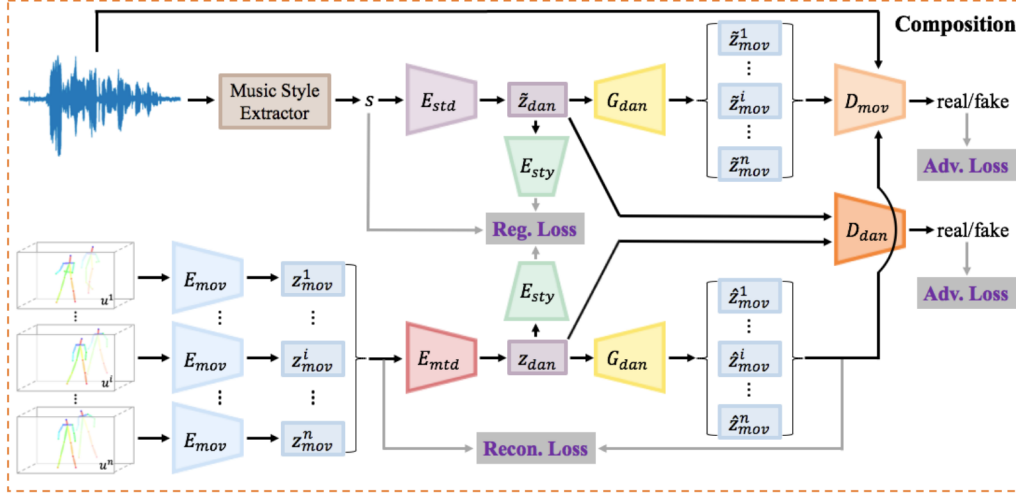 Composition
Music Style
Extractor
s
E_std
z̃_dan
G_dan
z̃¹_mov
⋮
z̃ⁱ_mov
⋮
z̃ⁿ_mov
D_mov
real/fake
Adv. Loss
E_sty
Reg. Loss
E_sty
D_dan
real/fake
Adv. Loss
u¹
E_mov
z¹_mov
⋮
⋮
⋮
uⁱ
E_mov
zⁱ_mov
⋮
⋮
⋮
uⁿ
E_mov
zⁿ_mov
E_mtd
z_dan
G_dan
ẑ¹_mov
⋮
ẑⁱ_mov
⋮
ẑⁿ_mov
Recon. Loss